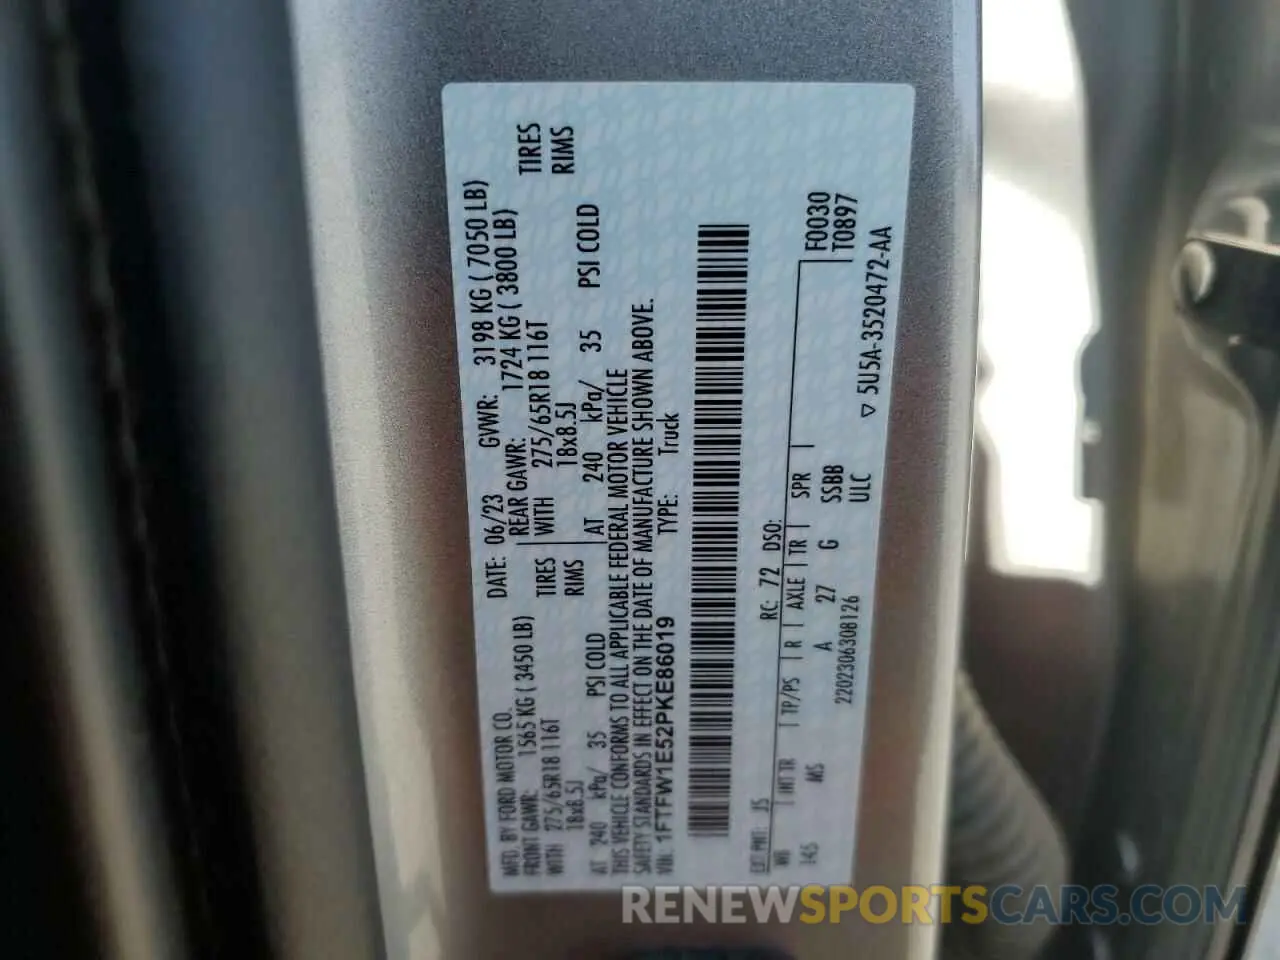 MFD. BY FORD MOTOR CO.
DATE: 06/23 GVWR: 3198 KG ( 7050 LB)
FRONT GAWR: 1565 KG ( 3450 LB) REAR GAWR: 1724 KG ( 3800 LB)
WITH 275/65R18 116T TIRES WITH 275/65R18 116T TIRES
18x8.5J RIMS 18x8.5J RIMS
AT 240 kPa/ 35 PSI COLD AT 240 kPa/ 35 PSI COLD
THIS VEHICLE CONFORMS TO ALL APPLICABLE FEDERAL MOTOR VEHICLE
SAFETY STANDARDS IN EFFECT ON THE DATE OF MANUFACTURE SHOWN ABOVE.
VIN: 1FTFW1E52PKE86019 TYPE: Truck
EXT PNT: JS RC: 72 DSO: F0030
T0897
WB INT TR TP/PS R AXLE TR SPR
145 MS A 27 G SSBB
2202306308126 ULC
▽ 5U5A-3520472-AA
RENEWSPORTSCARS.COM